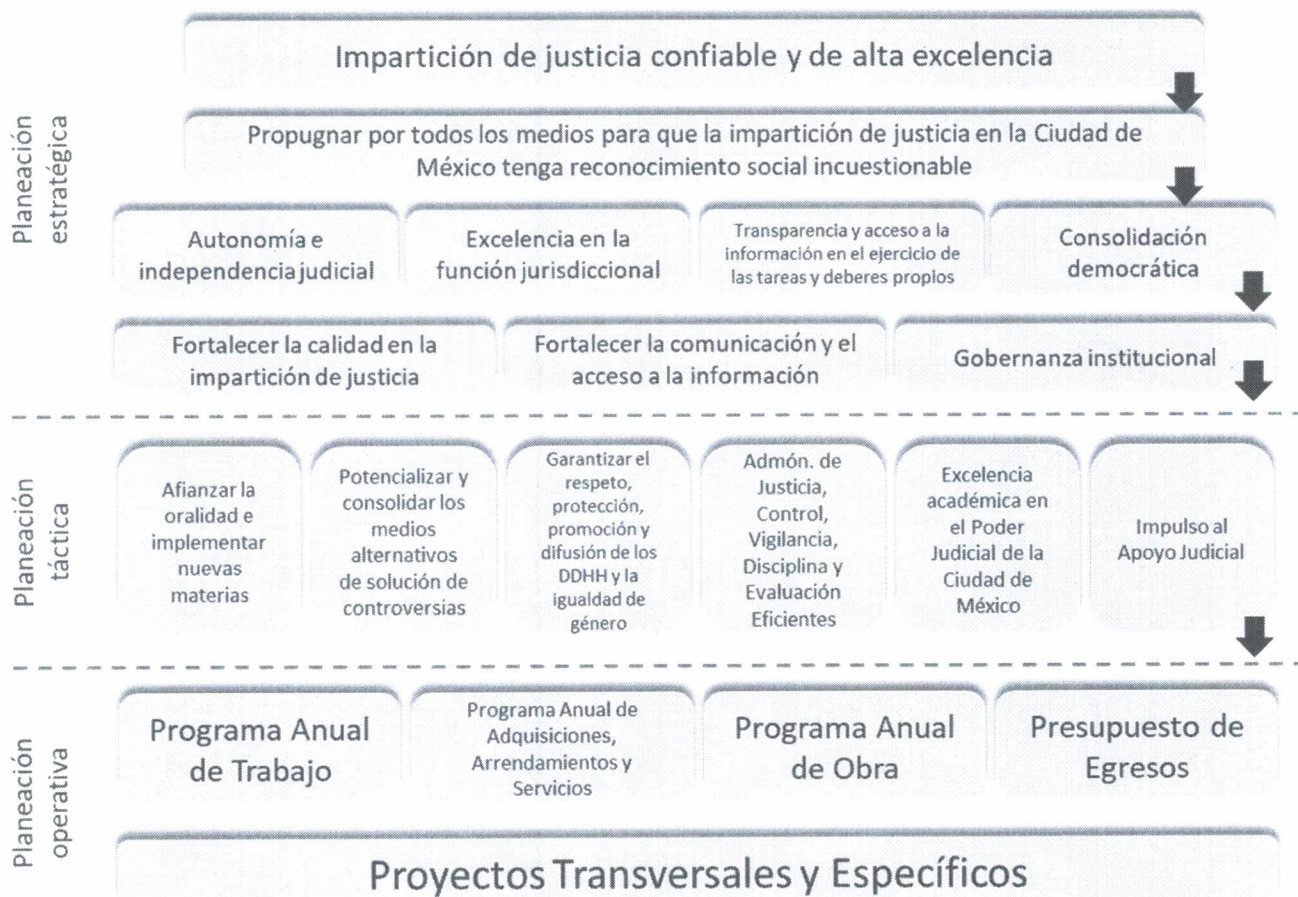 Planeación
estratégica
Impartición de justicia confiable y de alta excelencia
Propugnar por todos los medios para que la impartición de justicia en la Ciudad de
México tenga reconocimiento social incuestionable
Autonomía e
independencia judicial
Excelencia en la
función jurisdiccional
Transparencia y acceso a la
información en el ejercicio de
las tareas y deberes propios
Consolidación
democrática
Fortalecer la calidad en la
impartición de justicia
Fortalecer la comunicación y el
acceso a la información
Gobernanza institucional
Planeación
táctica
Afianzar la
oralidad e
implementar
nuevas
materias
Potencializar y
consolidar los
medios
alternativos
de solución de
controversias
Garantizar el
respeto,
protección,
promoción y
difusión de los
DDHH y la
igualdad de
género
Admón. de
Justicia,
Control,
Vigilancia,
Disciplina y
Evaluación
Eficientes
Excelencia
académica en
el Poder
Judicial de la
Ciudad de
México
Impulso al
Apoyo Judicial
Planeación
operativa
Programa Anual
de Trabajo
Programa Anual de
Adquisiciones,
Arrendamientos y
Servicios
Programa Anual
de Obra
Presupuesto de
Egresos
Proyectos Transversales y Específicos